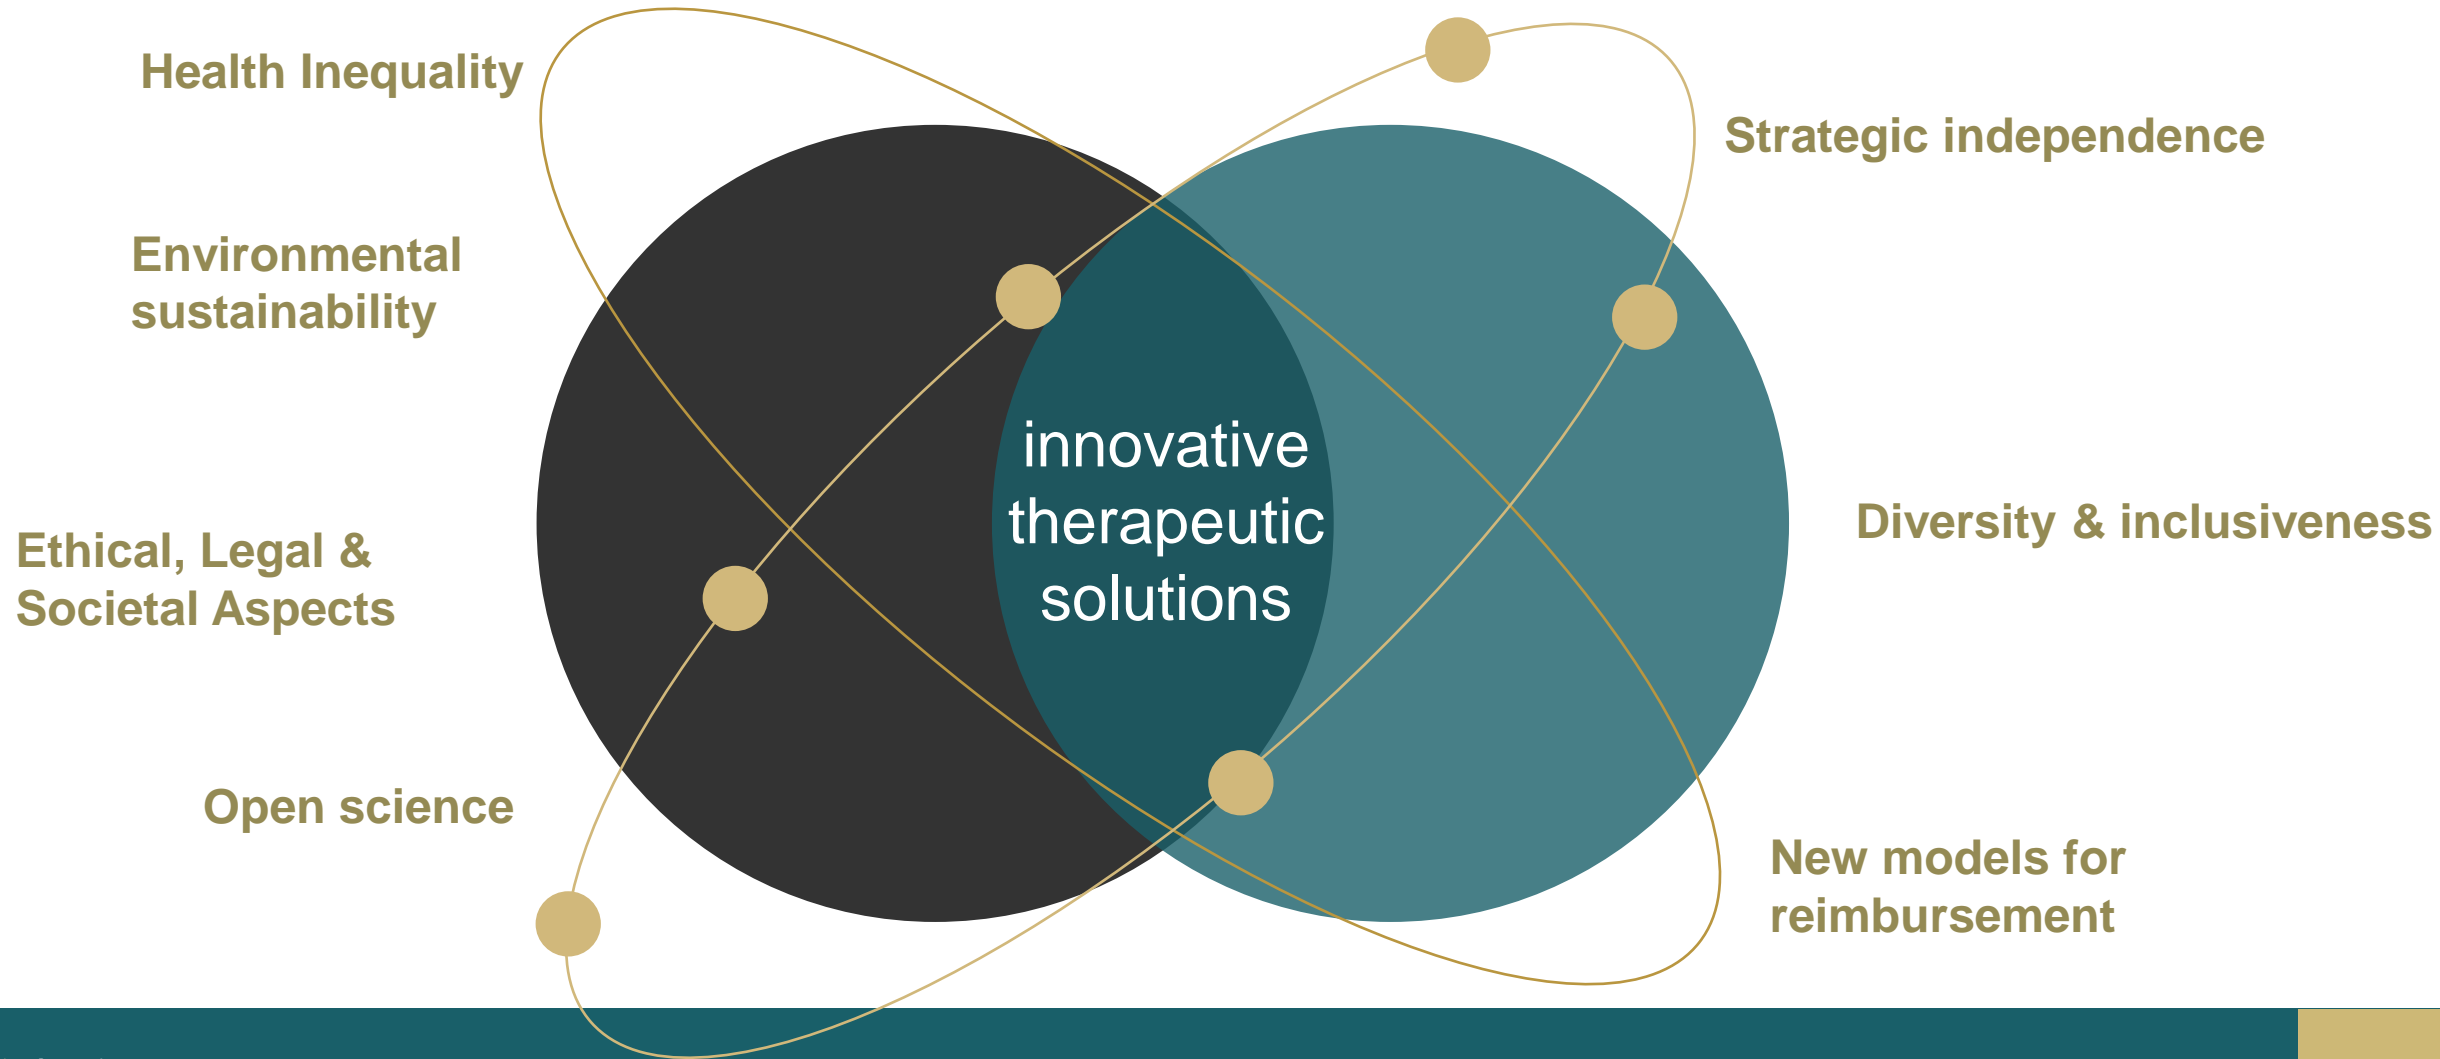 Health Inequality
Strategic independence
Environmental
sustainability
innovative
therapeutic
solutions
Diversity & inclusiveness
Ethical, Legal &
Societal Aspects
Open science
New models for
reimbursement